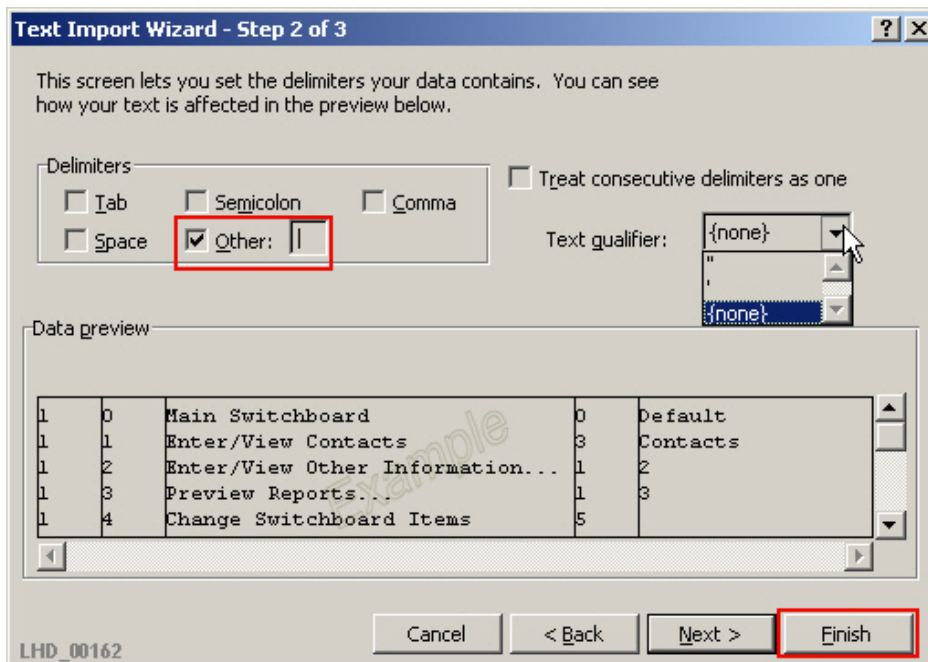 Text Import Wizard - Step 2 of 3
This screen lets you set the delimiters your data contains. You can see
how your text is affected in the preview below.
Delimiters
Tab Semicolon Comma
Space Other: |
Treat consecutive delimiters as one
Text qualifier: {none}
"
'
{none}
Data preview
1 0 Main Switchboard 0 Default
1 1 Enter/View Contacts 3 Contacts
1 2 Enter/View Other Information... 1 2
1 3 Preview Reports... 1 3
1 4 Change Switchboard Items 5
Example
Cancel < Back Next > Finish
LHD_00162